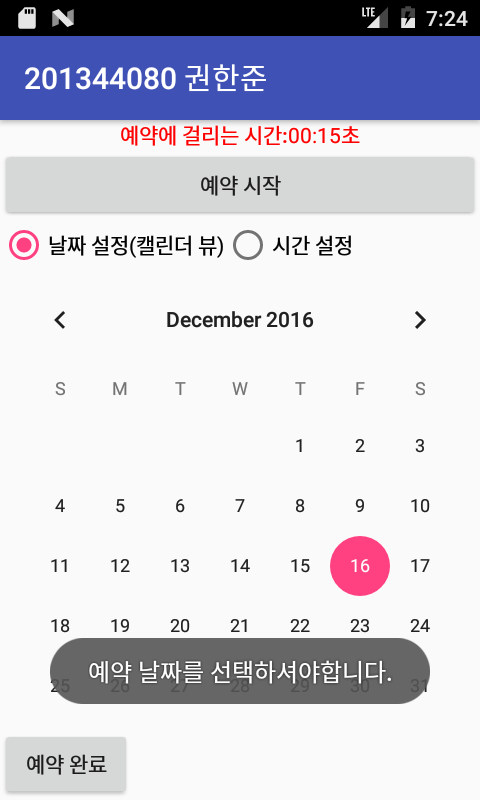 LTE 7:24
201344080 권한준
예약에 걸리는 시간:00:15초
예약 시작
날짜 설정(캘린더 뷰) 시간 설정
December 2016
S M T W T F S
1 2 3
4 5 6 7 8 9 10
11 12 13 14 15 16 17
18 19 20 21 22 23 24
25 26 27 28 29 30 31
예약 날짜를 선택하셔야합니다.
예약 완료